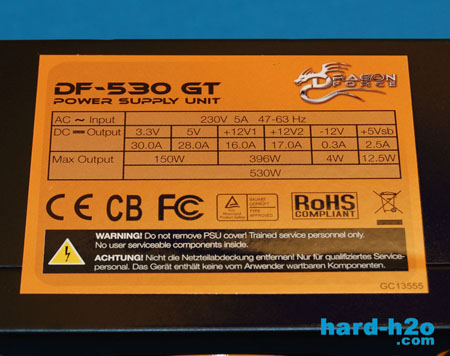 DF-530 GT
POWER SUPPLY UNIT
DRAGON
FORCE
AC ~ Input 230V 5A 47-63 Hz
DC ⎓ Output 3.3V 5V +12V1 +12V2 -12V +5Vsb
30.0A 28.0A 16.0A 17.0A 0.3A 2.5A
Max Output 150W 396W 4W 12.5W
530W
CE CB FC
RoHS
COMPLIANT
WARNING! Do not remove PSU cover! Trained service personnel only.
No user serviceable components inside.
ACHTUNG! Nicht die Netzteilabdeckung entfernen! Nur für qualifiziertes Service-
personal. Das Gerät enthält keine vom Anwender wartbaren Komponenten.
GC13555
hard-h2o
.com